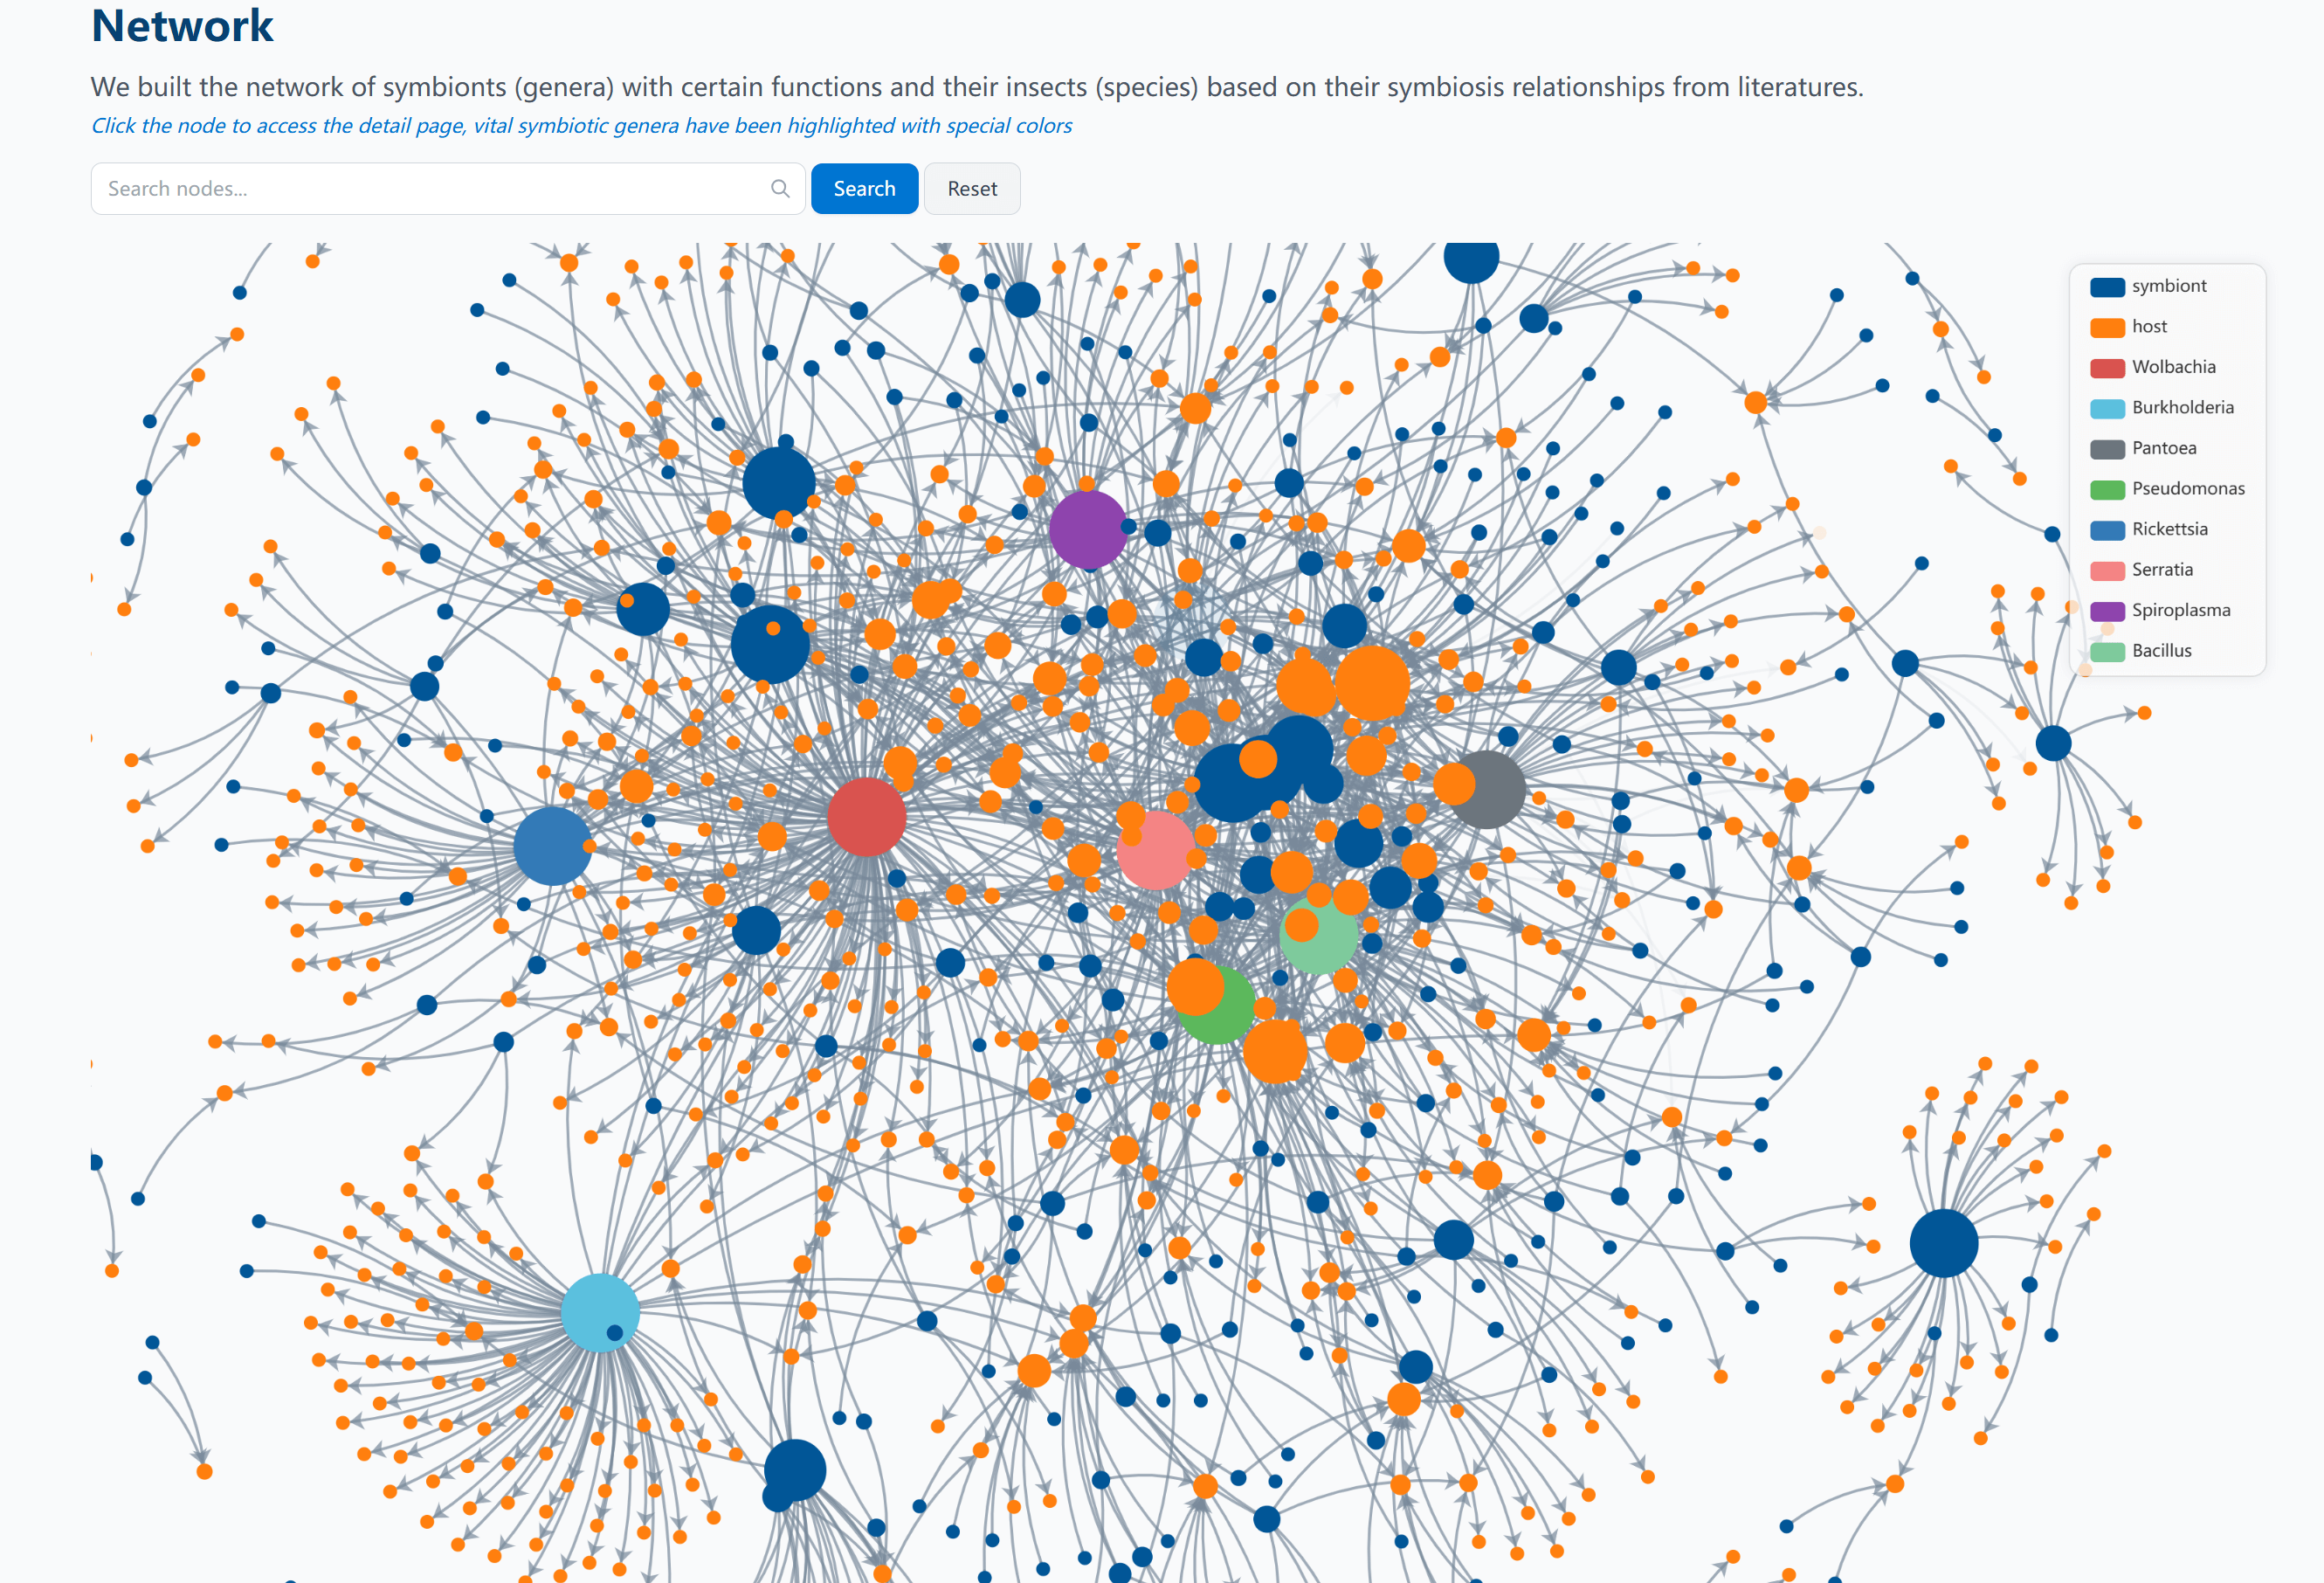 Network
We built the network of symbionts (genera) with certain functions and their insects (species) based on their symbiosis relationships from literatures.
Click the node to access the detail page, vital symbiotic genera have been highlighted with special colors
Search nodes... Search Reset
symbiont
host
Wolbachia
Burkholderia
Pantoea
Pseudomonas
Rickettsia
Serratia
Spiroplasma
Bacillus